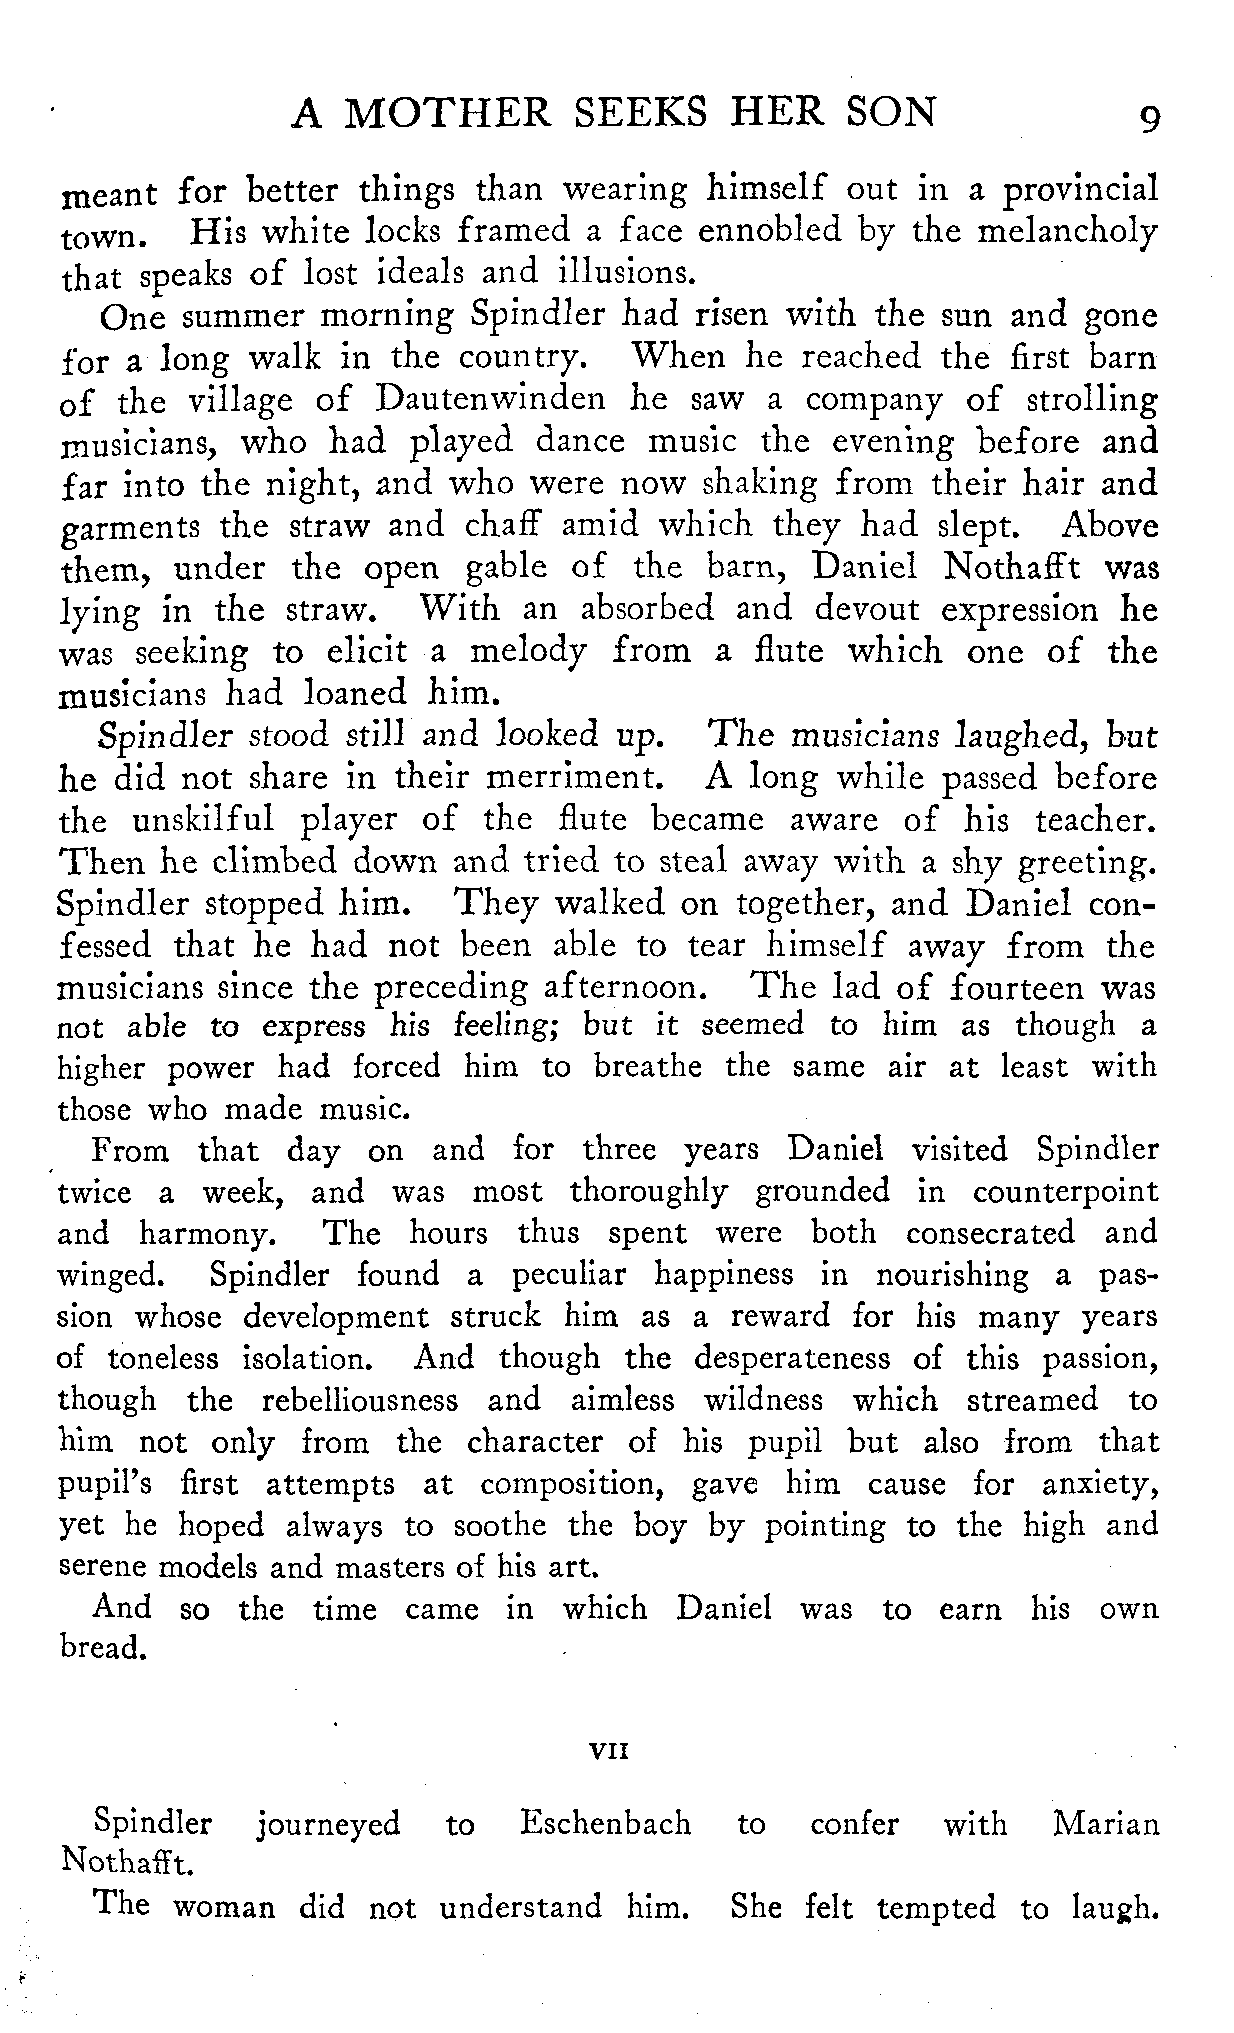 A MOTHER SEEKS HER SON 9
meant for better things than wearing himself out in a provincial
town. His white locks framed a face ennobled by the melancholy
that speaks of lost ideals and illusions.
One summer morning Spindler had risen with the sun and gone
for a long walk in the country. When he reached the first barn
of the village of Dautenwinden he saw a company of strolling
musicians, who had played dance music the evening before and
far into the night, and who were now shaking from their hair and
garments the straw and chaff amid which they had slept. Above
them, under the open gable of the barn, Daniel Nothafft was
lying in the straw. With an absorbed and devout expression he
was seeking to elicit a melody from a flute which one of the
musicians had loaned him.
Spindler stood still and looked up. The musicians laughed, but
he did not share in their merriment. A long while passed before
the unskilful player of the flute became aware of his teacher.
Then he climbed down and tried to steal away with a shy greeting.
Spindler stopped him. They walked on together, and Daniel con-
fessed that he had not been able to tear himself away from the
musicians since the preceding afternoon. The lad of fourteen was
not able to express his feeling; but it seemed to him as though a
higher power had forced him to breathe the same air at least with
those who made music.
From that day on and for three years Daniel visited Spindler
twice a week, and was most thoroughly grounded in counterpoint
and harmony. The hours thus spent were both consecrated and
winged. Spindler found a peculiar happiness in nourishing a pas-
sion whose development struck him as a reward for his many years
of toneless isolation. And though the desperateness of this passion,
though the rebelliousness and aimless wildness which streamed to
him not only from the character of his pupil but also from that
pupil's first attempts at composition, gave him cause for anxiety,
yet he hoped always to soothe the boy by pointing to the high and
serene models and masters of his art.
And so the time came in which Daniel was to earn his own
bread.
VII
Spindler journeyed to Eschenbach to confer with Marian
Nothafft.
The woman did not understand him. She felt tempted to laugh.